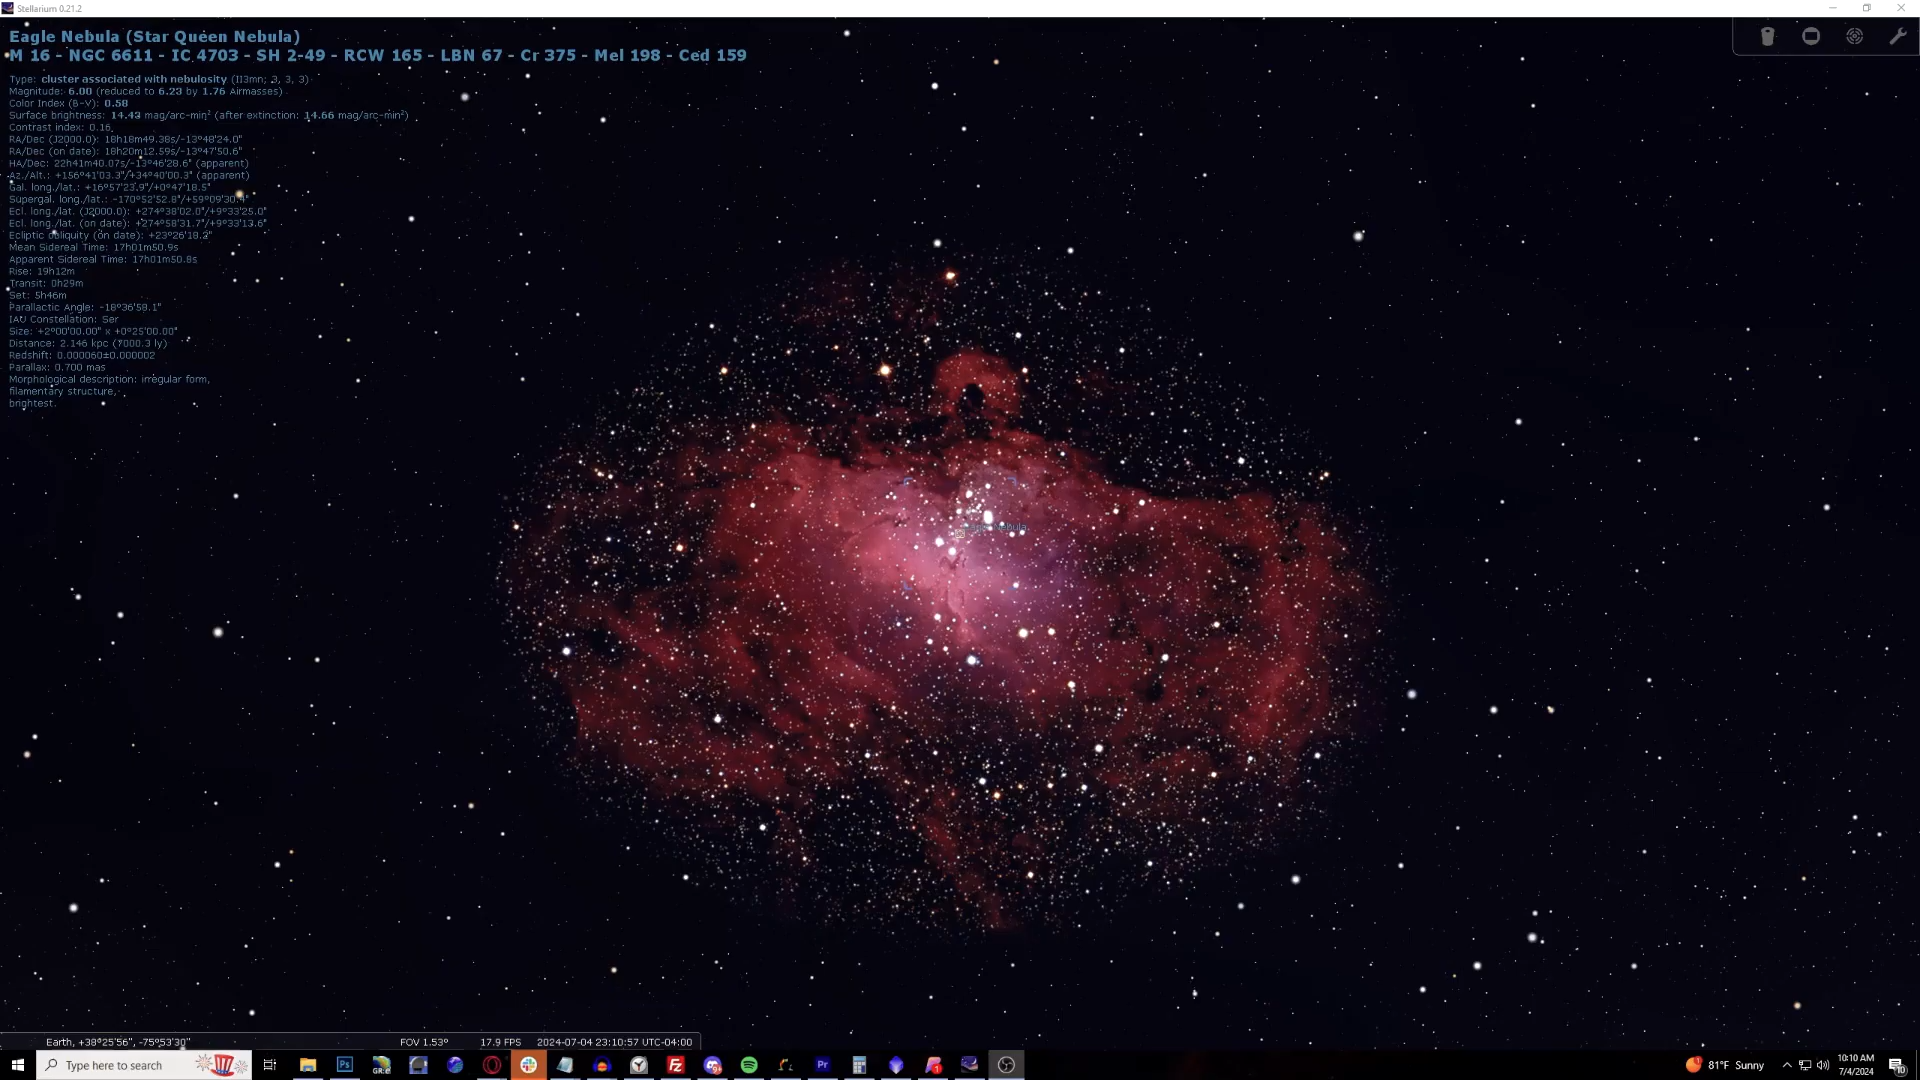 Stellarium 0.21.2
Eagle Nebula (Star Queen Nebula)
M 16 - NGC 6611 - IC 4703 - SH 2-49 - RCW 165 - LBN 67 - Cr 375 - Mel 198 - Ced 159
Type: cluster associated with nebulosity (II3mn; 3, 3, 3)
Magnitude: 6.00 (reduced to 6.23 by 1.76 Airmasses)
Color Index (B-V): 0.58
Surface brightness: 14.43 mag/arc-min² (after extinction: 14.66 mag/arc-min²)
Contrast index: 0.16
RA/Dec (J2000.0): 18h18m49.38s/-13°48'24.0"
RA/Dec (on date): 18h20m12.59s/-13°47'50.6"
HA/Dec: 22h41m40.07s/-13°46'28.6" (apparent)
Az./Alt.: +156°41'03.3"/+34°40'00.3" (apparent)
Gal. long./lat.: +16°57'23.9"/+0°47'18.5"
Supergal. long./lat.: -170°52'52.8"/+59°09'30.4"
Ecl. long./lat. (J2000.0): +274°38'02.0"/+9°33'25.0"
Ecl. long./lat. (on date): +274°58'31.7"/+9°33'13.6"
Ecliptic obliquity (on date): +23°26'18.2"
Mean Sidereal Time: 17h01m50.9s
Apparent Sidereal Time: 17h01m50.8s
Rise: 19h12m
Transit: 0h29m
Set: 5h46m
Parallactic Angle: -18°36'58.1"
IAU Constellation: Ser
Size: +2°00'00.00" x +0°25'00.00"
Distance: 2.146 kpc (7000.3 ly)
Redshift: 0.000060±0.000002
Parallax: 0.700 mas
Morphological description: irregular form,
filamentary structure,
brightest.
Nebula
Earth, +38°25'56", -75°53'30"
FOV 1.53°
17.9 FPS
2024-07-04 23:10:57 UTC-04:00
Type here to search
Ps
GRiB
Fz
Pr
81°F Sunny
10:10 AM
7/4/2024